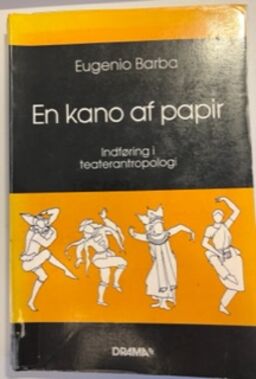 Eugenio Barba
En kano af papir
Indføring i
teaterantropologi
DRAMA